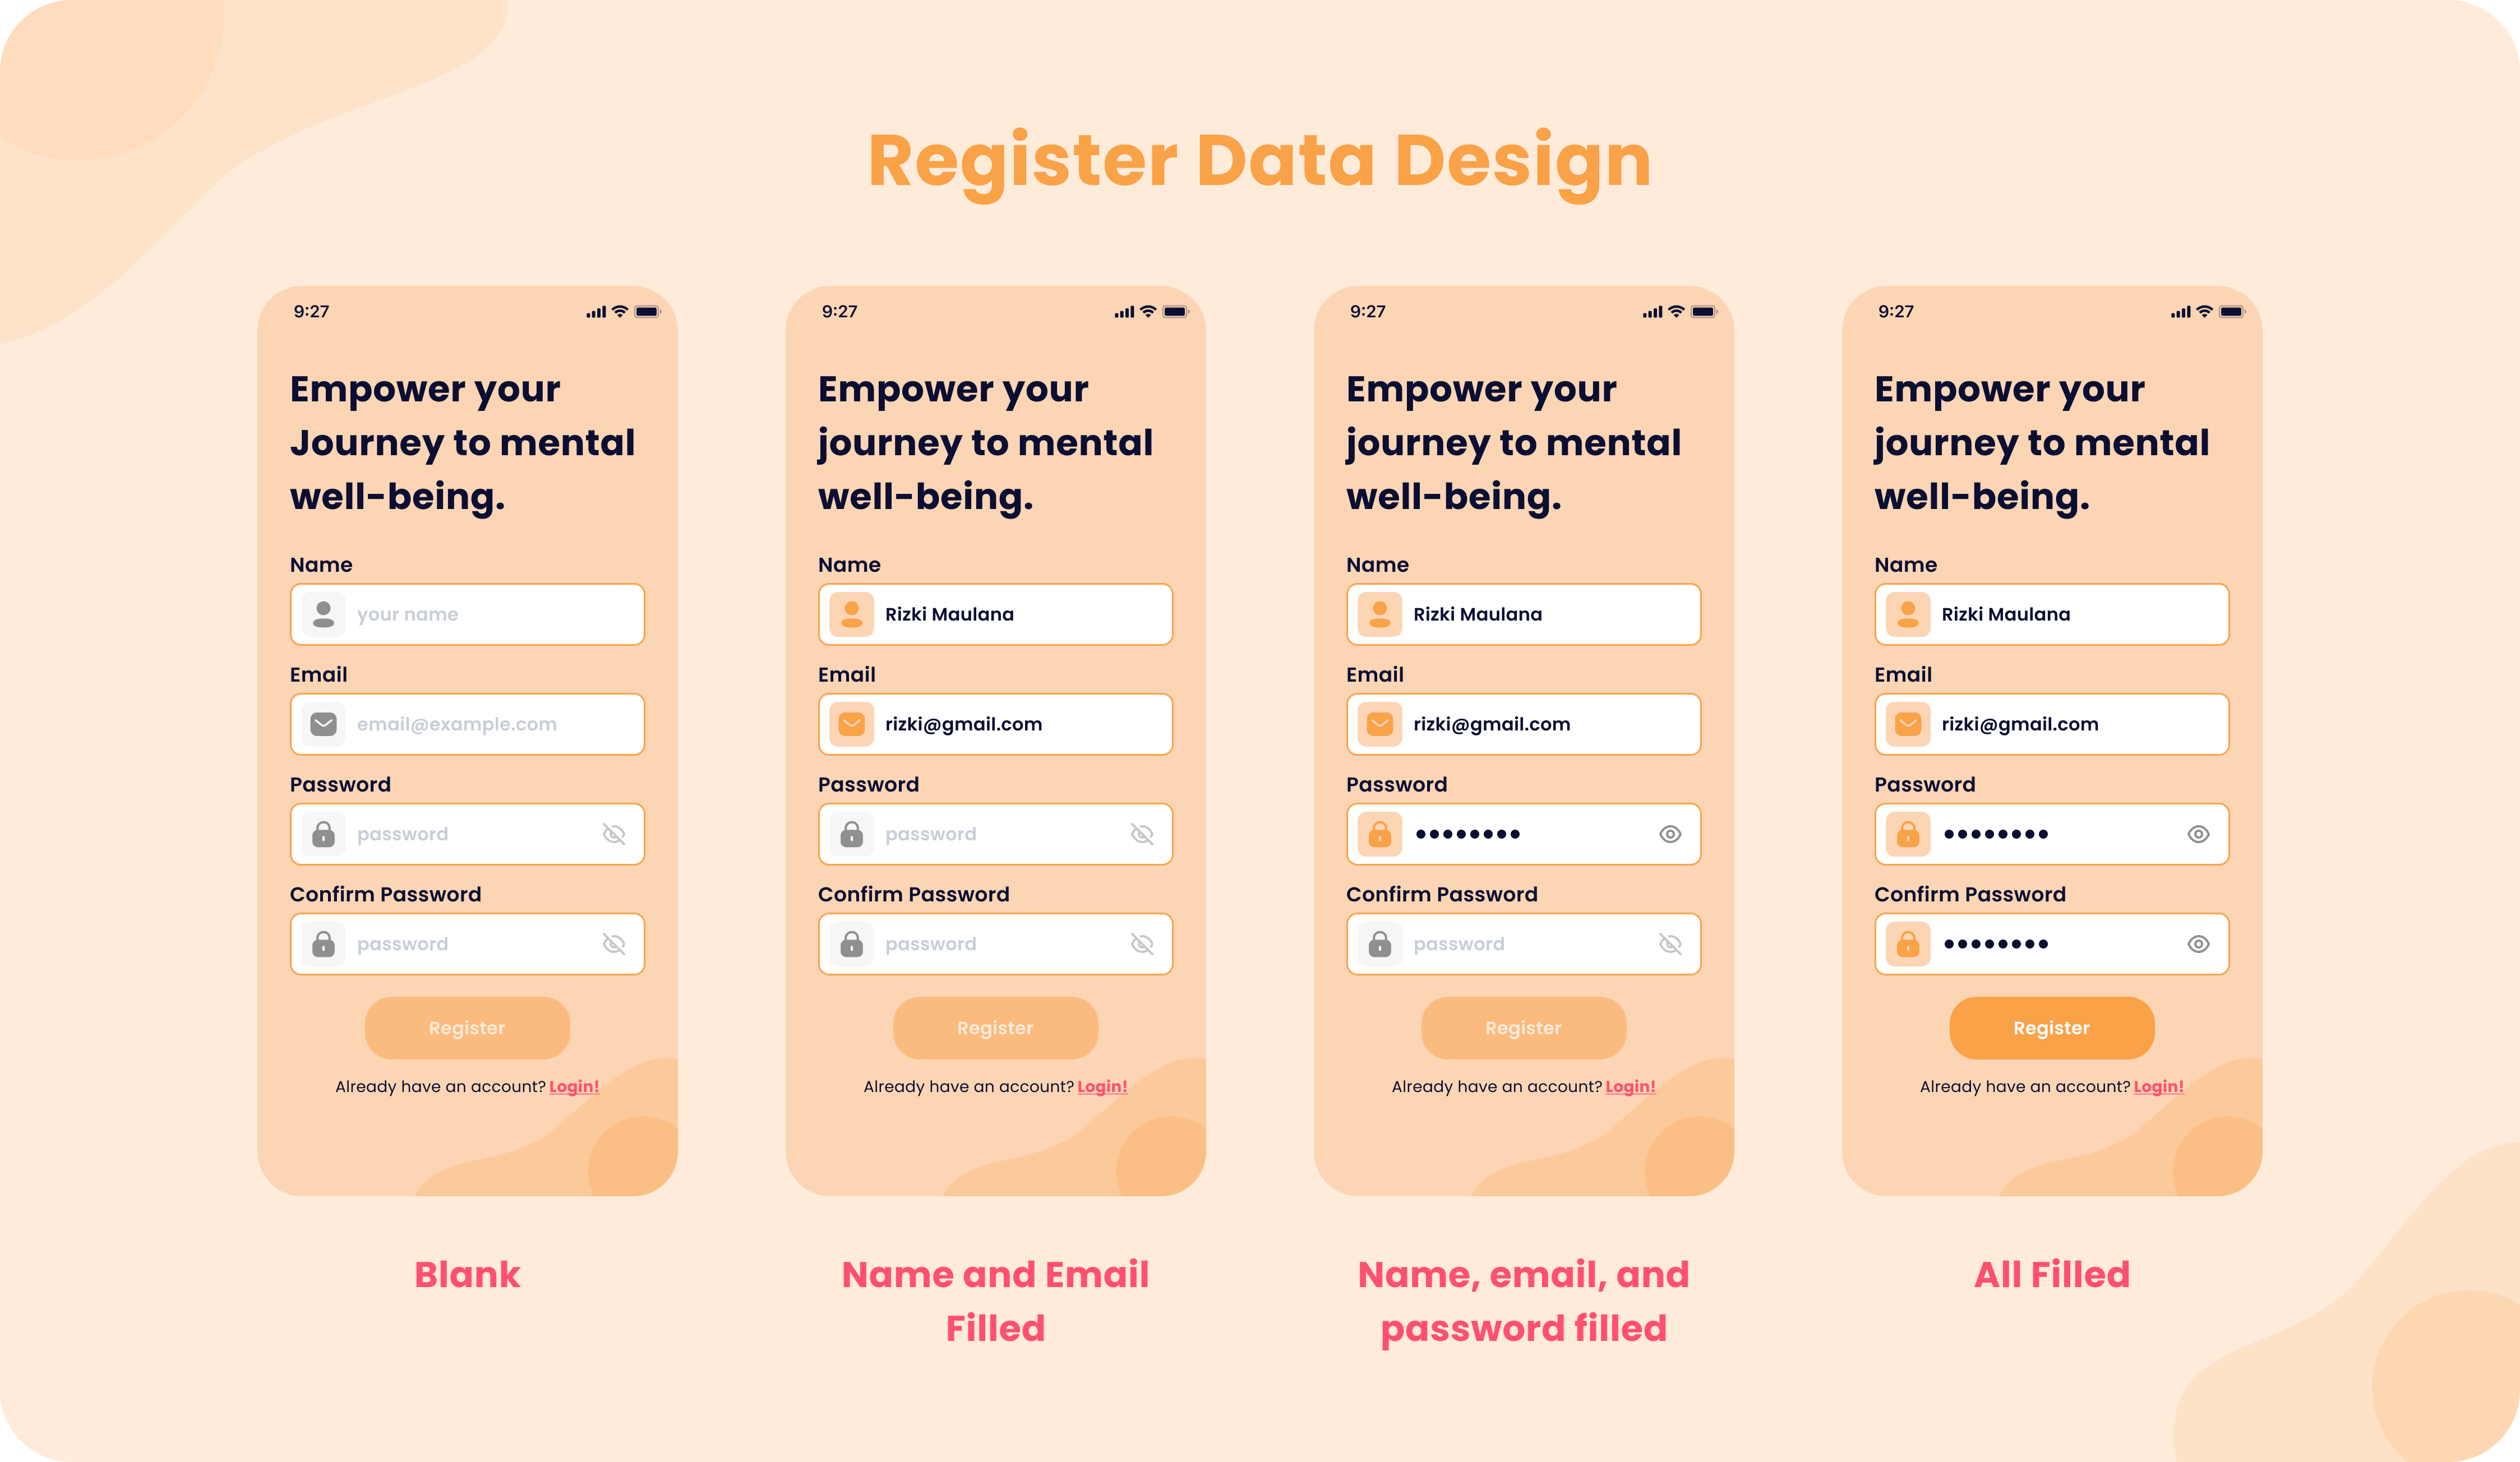 Register Data Design
9:27
Empower your
Journey to mental
well-being.
Name
your name
Email
email@example.com
Password
password
Confirm Password
password
Register
Already have an account? Login!
Blank
9:27
Empower your
journey to mental
well-being.
Name
Rizki Maulana
Email
rizki@gmail.com
Password
password
Confirm Password
password
Register
Already have an account? Login!
Name and Email
Filled
9:27
Empower your
journey to mental
well-being.
Name
Rizki Maulana
Email
rizki@gmail.com
Password
••••••••
Confirm Password
password
Register
Already have an account? Login!
Name, email, and
password filled
9:27
Empower your
journey to mental
well-being.
Name
Rizki Maulana
Email
rizki@gmail.com
Password
••••••••
Confirm Password
••••••••
Register
Already have an account? Login!
All Filled